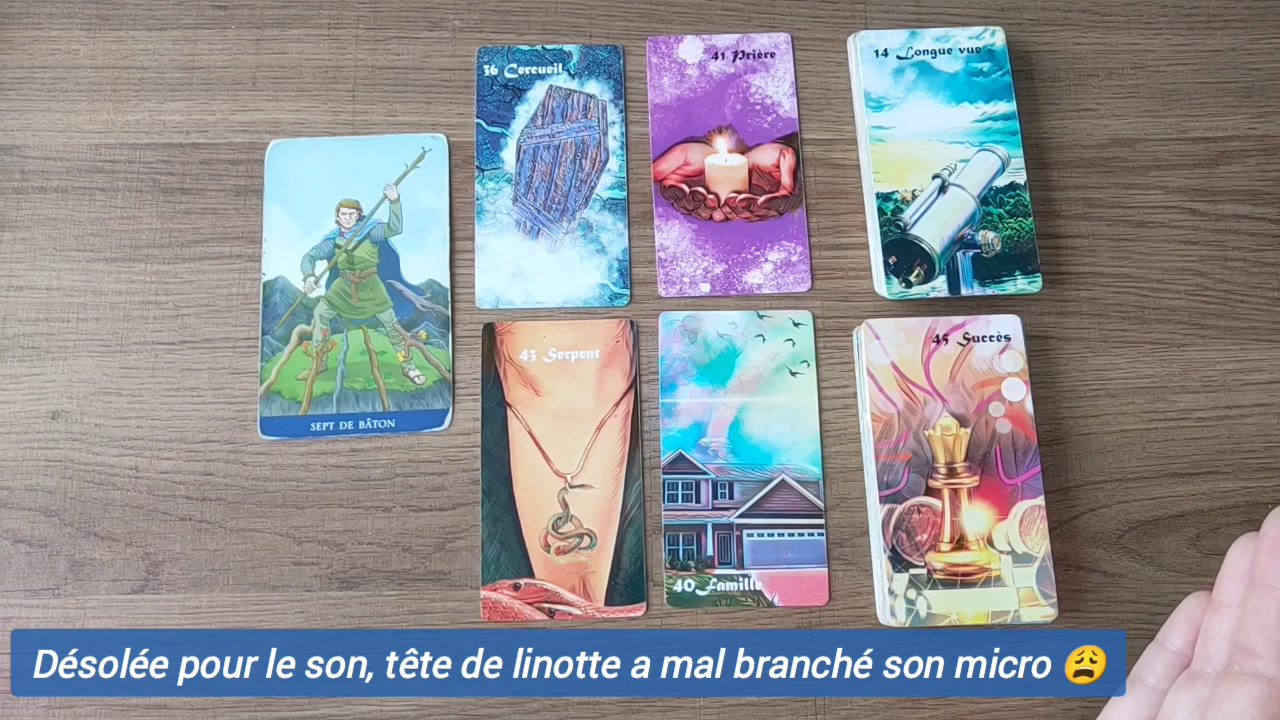 36 Cercueil
41 Prière
14 Longue vue
SEPT DE BÂTON
43 Serpent
40 Famille
45 Succès
Désolée pour le son, tête de linotte a mal branché son micro 😩